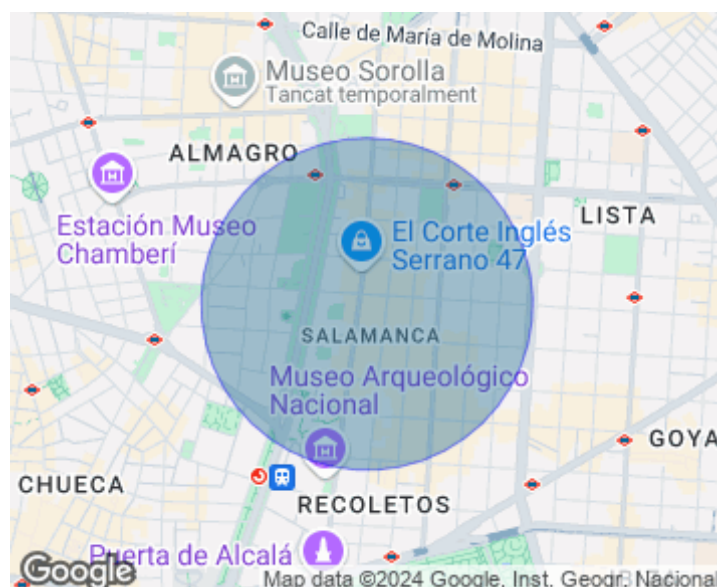 Calle de María de Molina
Museo Sorolla
Tancat temporalment
ALMAGRO
Estación Museo
Chamberí
LISTA
El Corte Inglés
Serrano 47
SALAMANCA
Museo Arqueológico
Nacional
GOYA
CHUECA
RECOLETOS
Puerta de Alcalá
Google
Map data ©2024 Google, Inst. Geogr. Nacional